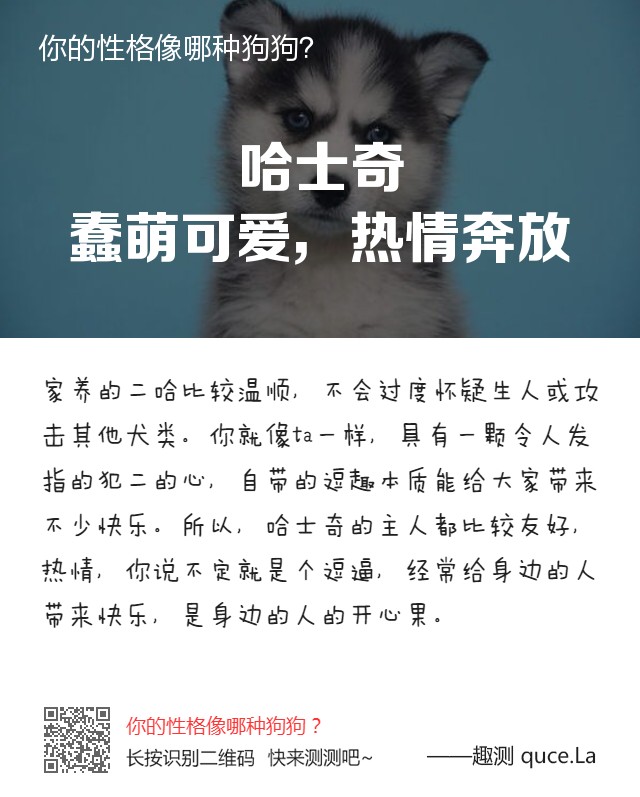 你的性格像哪种狗狗?
哈士奇
蠢萌可爱，热情奔放
家养的二哈比较温顺，不会过度怀疑生人或攻
击其他犬类。你就像ta一样，具有一颗令人发
指的犯二的心，自带的逗趣本质能给大家带来
不少快乐。所以，哈士奇的主人都比较友好，
热情，你说不定就是个逗逼，经常给身边的人
带来快乐，是身边的人的开心果。
你的性格像哪种狗狗？
长按识别二维码 快来测测吧~
——趣测 quce.La